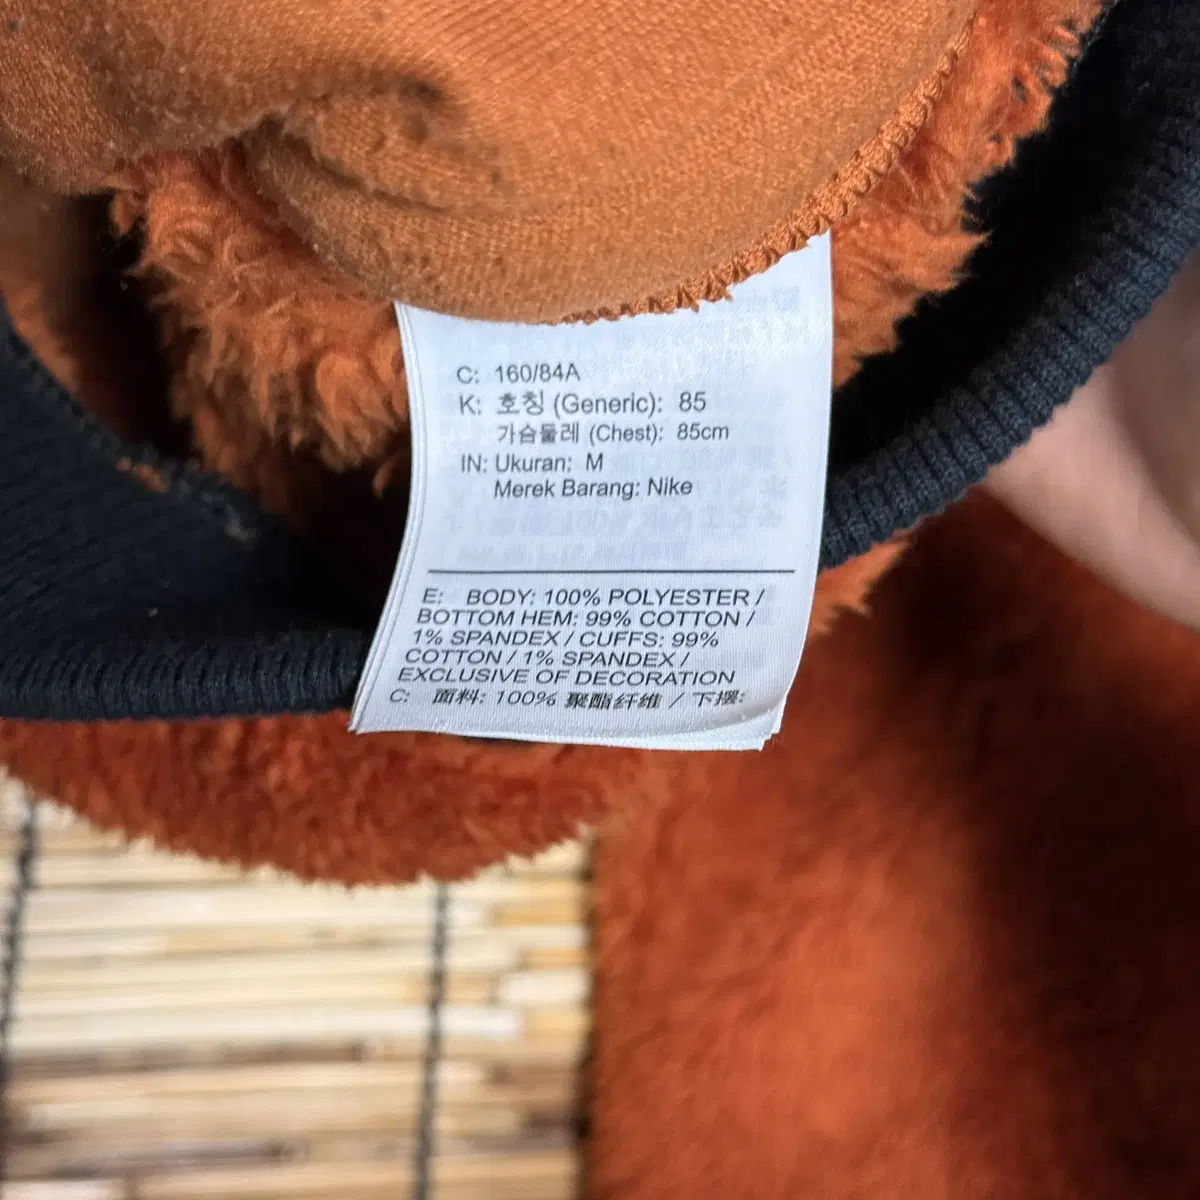 C: 160/84A
K: 호칭 (Generic): 85
가슴둘레 (Chest): 85cm
IN: Ukuran: M
Merek Barang: Nike
E: BODY: 100% POLYESTER /
BOTTOM HEM: 99% COTTON /
1% SPANDEX / CUFFS: 99%
COTTON / 1% SPANDEX /
EXCLUSIVE OF DECORATION
C: 面料: 100% 聚酯纤维 / 下摆: